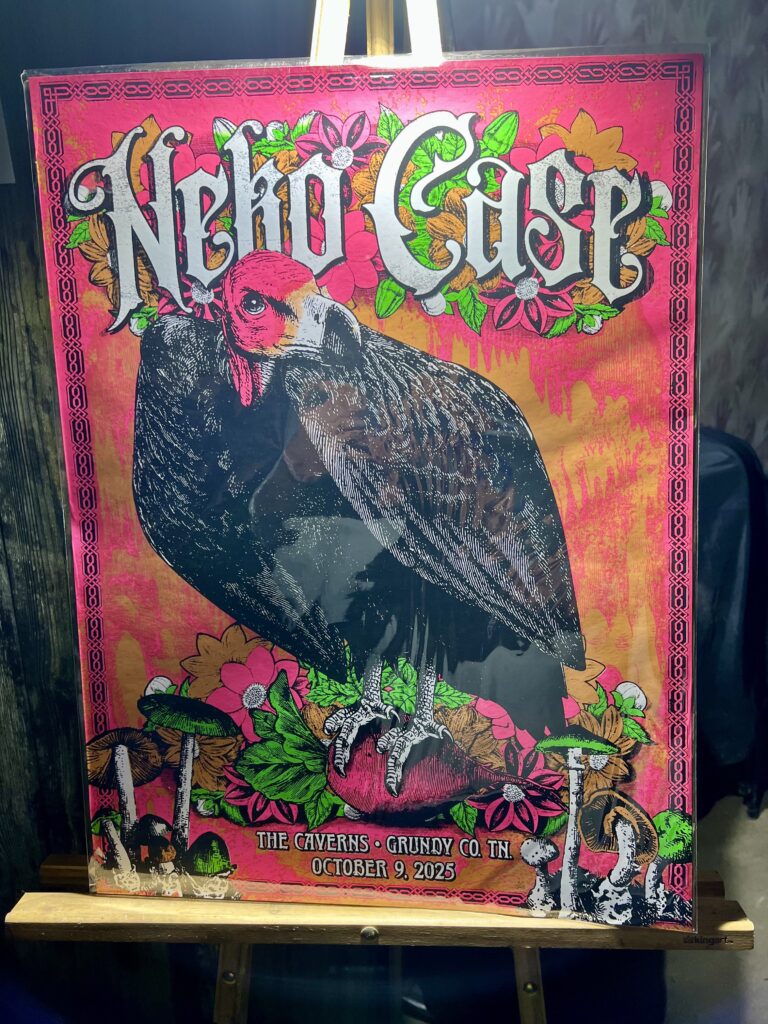 Neko Case
THE CAVERNS • GRUNDY CO. TN.
OCTOBER 9, 2025